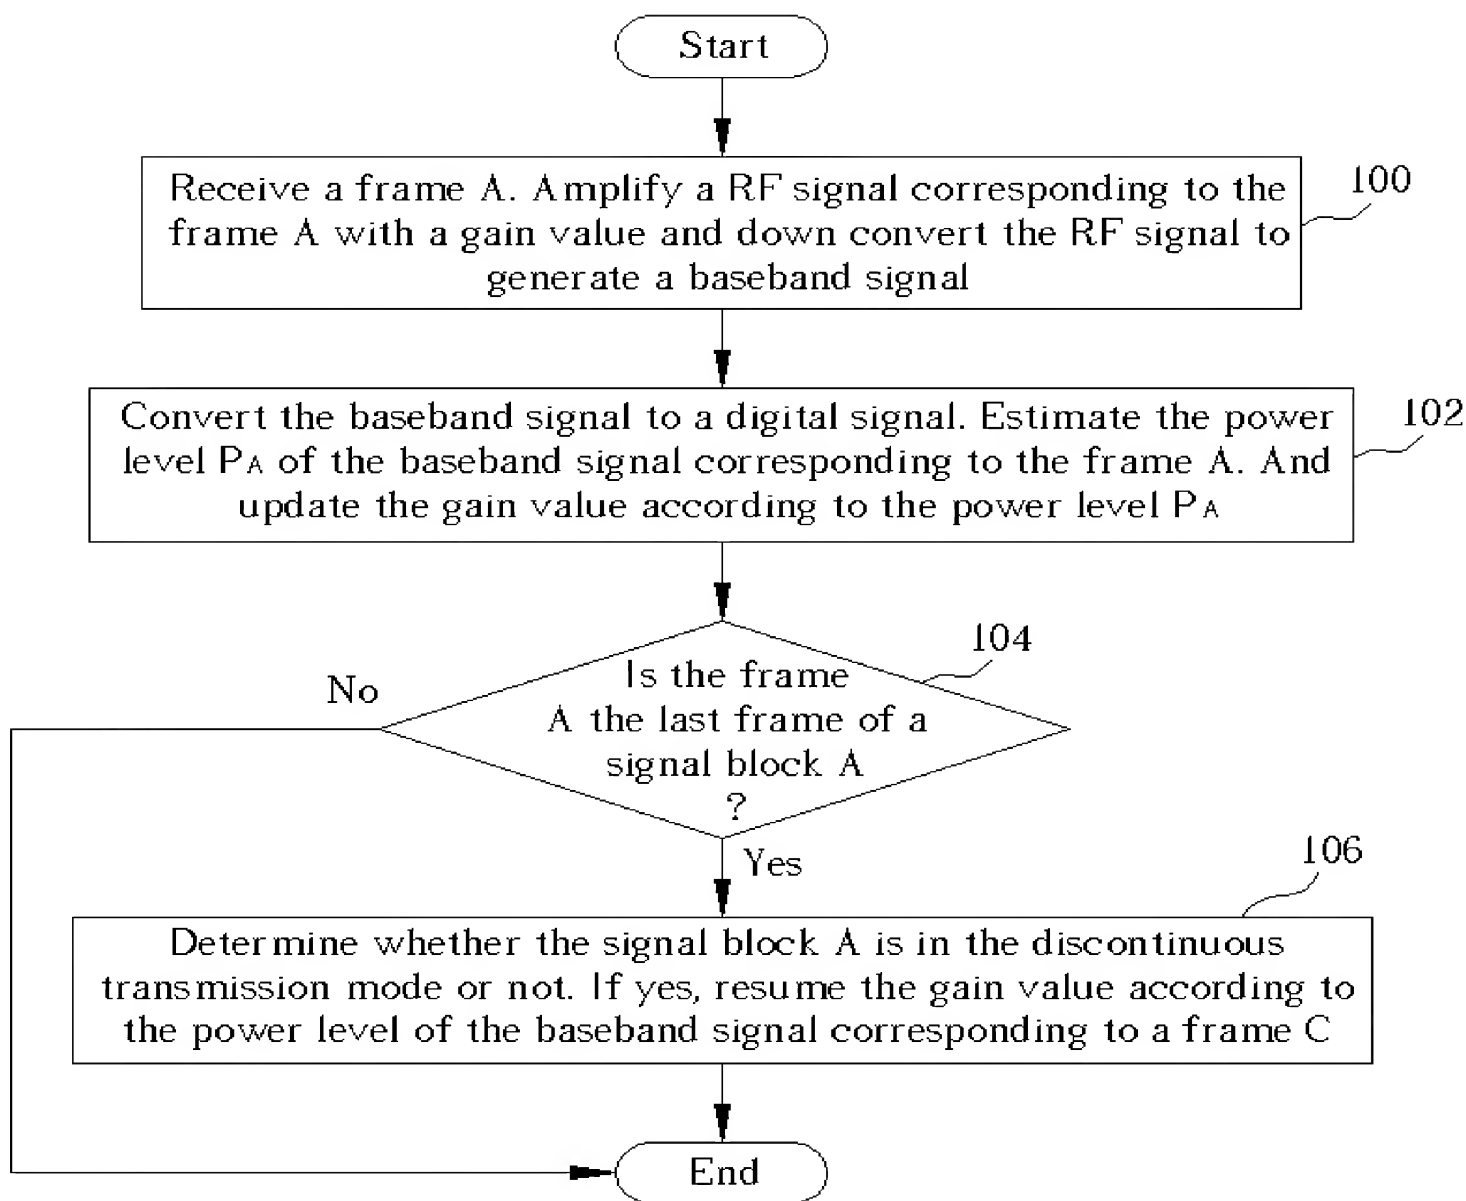 Start
Receive a frame A. Amplify a RF signal corresponding to the
frame A with a gain value and down convert the RF signal to
generate a baseband signal
100
Convert the baseband signal to a digital signal. Estimate the power
level PA of the baseband signal corresponding to the frame A. And
update the gain value according to the power level PA
102
104
Is the frame
A the last frame of a
signal block A
?
No
Yes
106
Determine whether the signal block A is in the discontinuous
transmission mode or not. If yes, resume the gain value according to
the power level of the baseband signal corresponding to a frame C
End